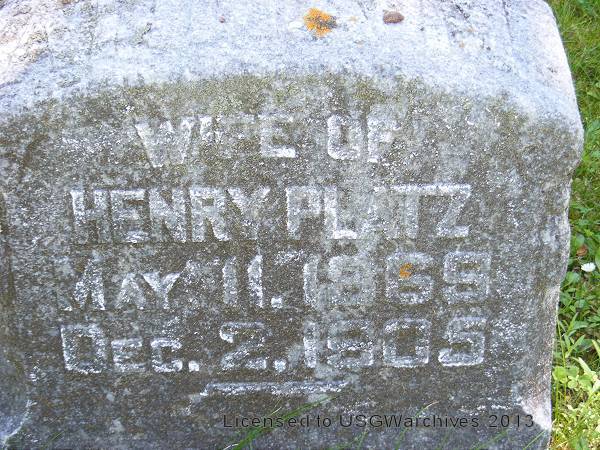 WIFE OF
HENRY PLATZ
MAY 11, 1869
DEC. 2, 1905
Licensed to USGWarchives 2013